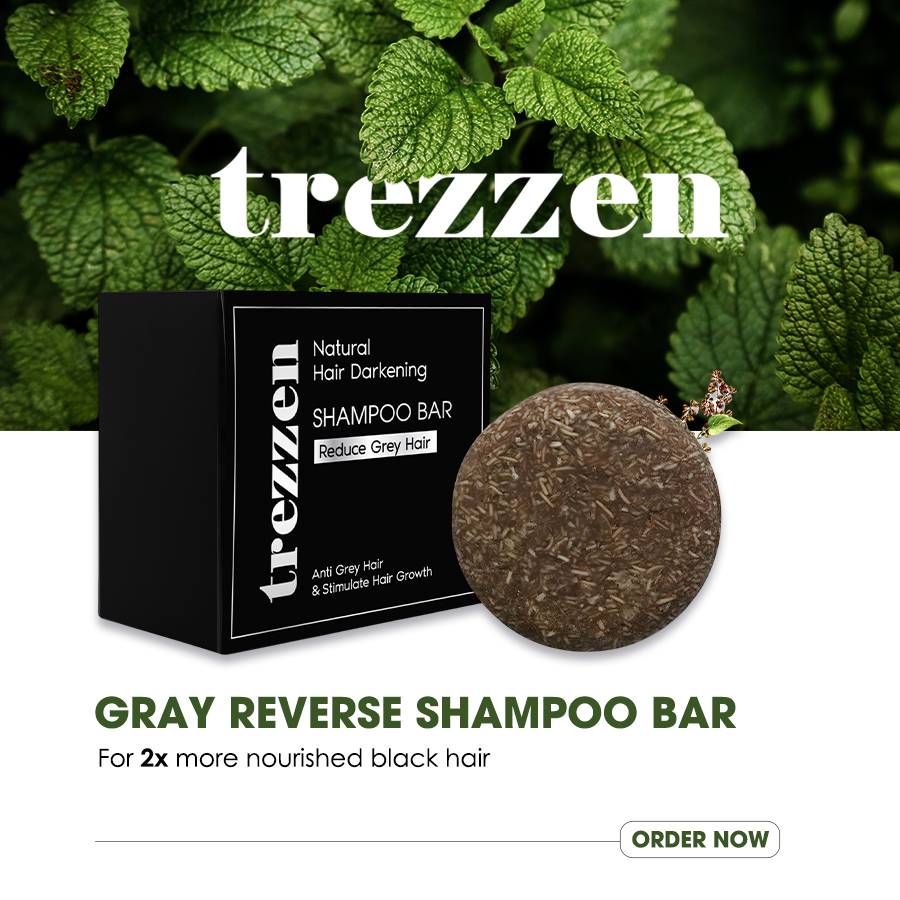 trezzen
trezzen
Natural
Hair Darkening
SHAMPOO BAR
Reduce Grey Hair
Anti Grey Hair
& Stimulate Hair Growth
GRAY REVERSE SHAMPOO BAR
For 2x more nourished black hair
ORDER NOW